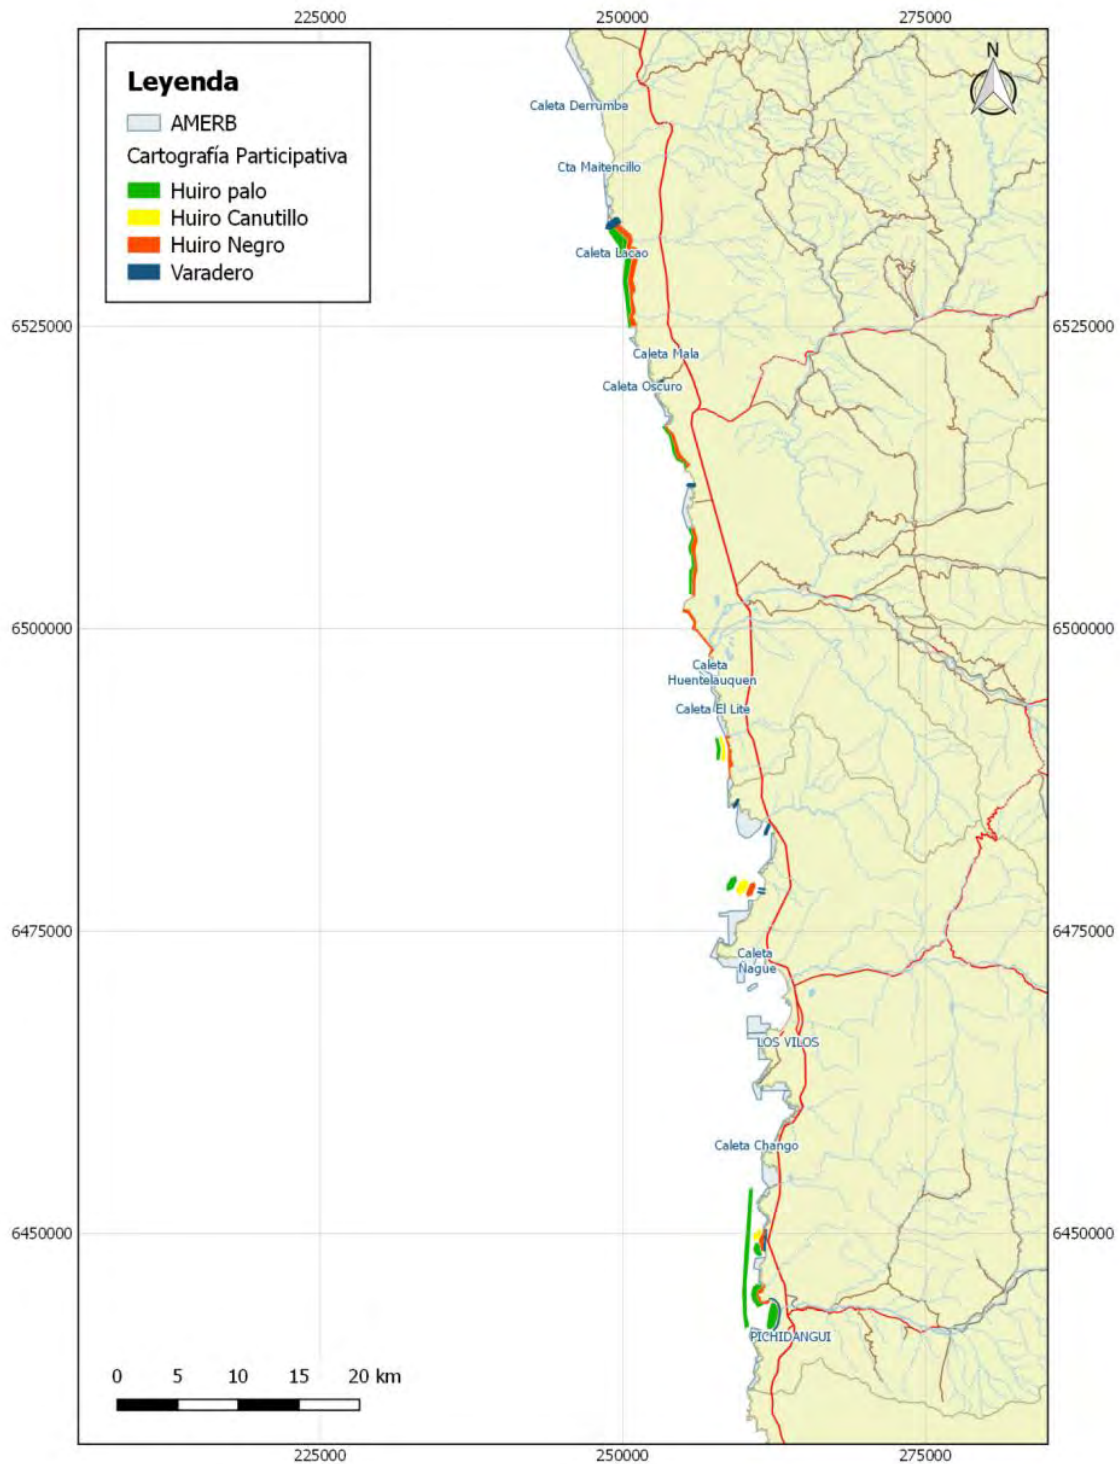 225000
250000
275000
Leyenda
AMERB
Cartografía Participativa
Huiro palo
Huiro Canutillo
Huiro Negro
Varadero
N
Caleta Derrumbe
Cta Maitencillo
Caleta Lacao
6525000
6525000
Caleta Mala
Caleta Oscuro
6500000
6500000
Caleta
Huentelauquen
Caleta El Lite
6475000
6475000
Caleta
Ñague
LOS VILOS
Caleta Chango
6450000
6450000
PICHIDANGUI
0 5 10 15 20 km
225000
250000
275000